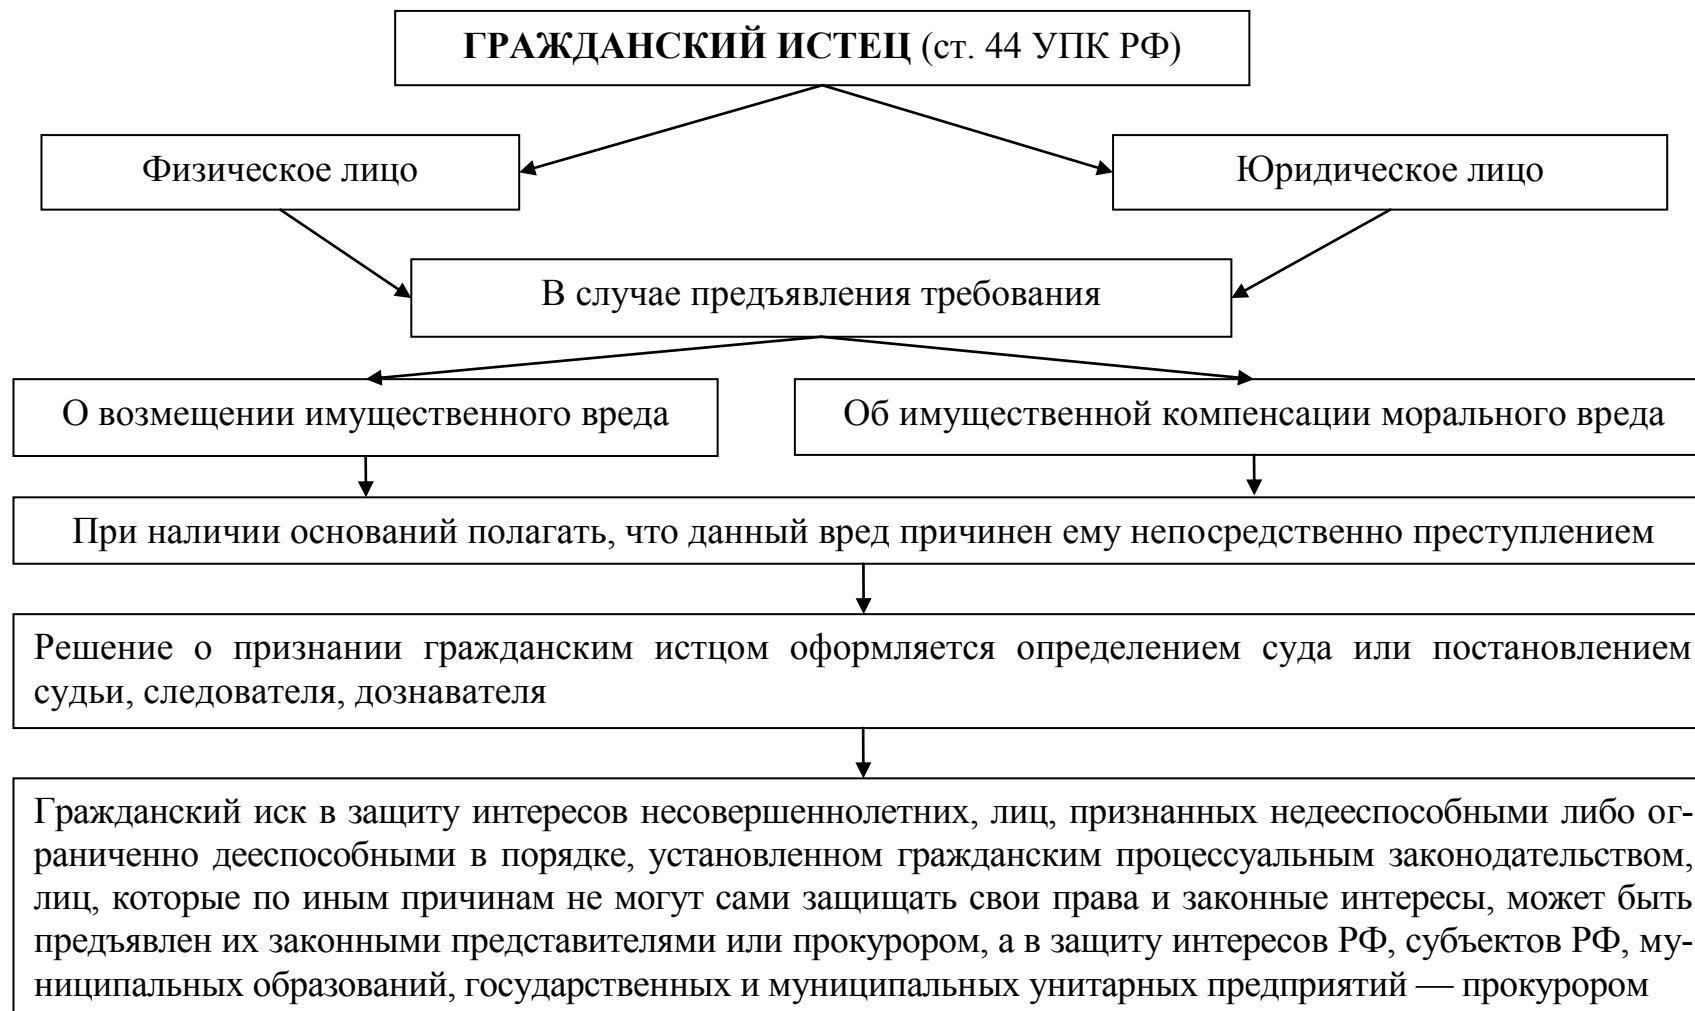 ГРАЖДАНСКИЙ ИСТЕЦ (ст. 44 УПК РФ)
Физическое лицо
Юридическое лицо
В случае предъявления требования
О возмещении имущественного вреда
Об имущественной компенсации морального вреда
При наличии оснований полагать, что данный вред причинен ему непосредственно преступлением
Решение о признании гражданским истцом оформляется определением суда или постановлением
судьи, следователя, дознавателя
Гражданский иск в защиту интересов несовершеннолетних, лиц, признанных недееспособными либо ог-
раниченно дееспособными в порядке, установленном гражданским процессуальным законодательством,
лиц, которые по иным причинам не могут сами защищать свои права и законные интересы, может быть
предъявлен их законными представителями или прокурором, а в защиту интересов РФ, субъектов РФ, му-
ниципальных образований, государственных и муниципальных унитарных предприятий — прокурором